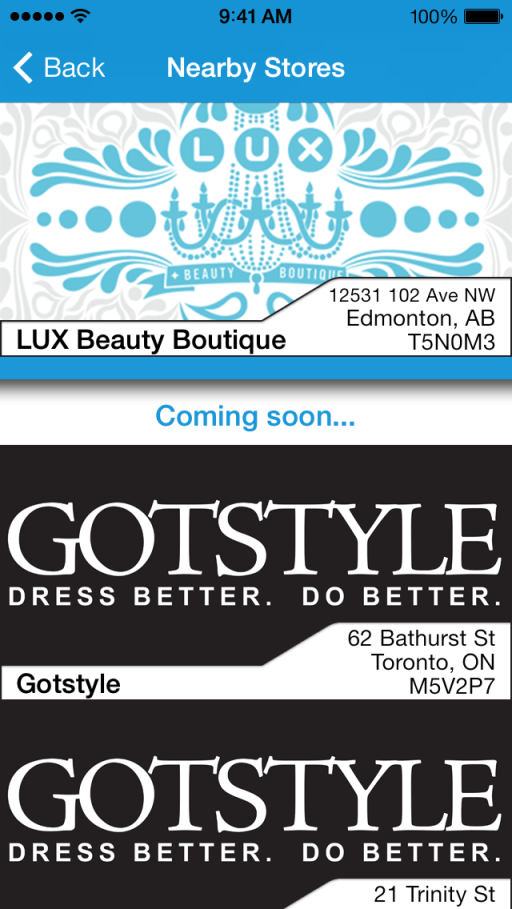 9:41 AM
100%
Back
Nearby Stores
LUX
BEAUTY BOUTIQUE
12531 102 Ave NW
Edmonton, AB
T5N0M3
LUX Beauty Boutique
Coming soon...
GOTSTYLE
DRESS BETTER. DO BETTER.
62 Bathurst St
Toronto, ON
M5V2P7
Gotstyle
GOTSTYLE
DRESS BETTER. DO BETTER.
21 Trinity St